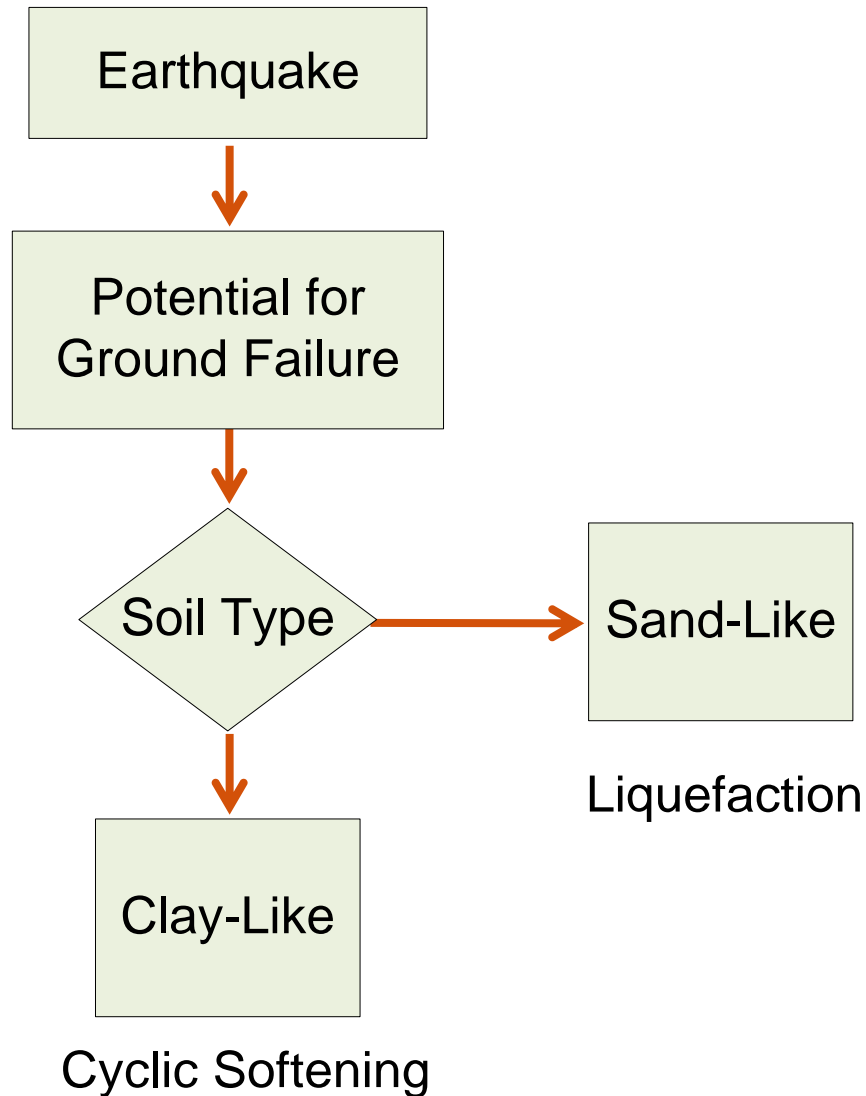 Earthquake
Potential for
Ground Failure
Soil Type
Sand-Like
Liquefaction
Clay-Like
Cyclic Softening